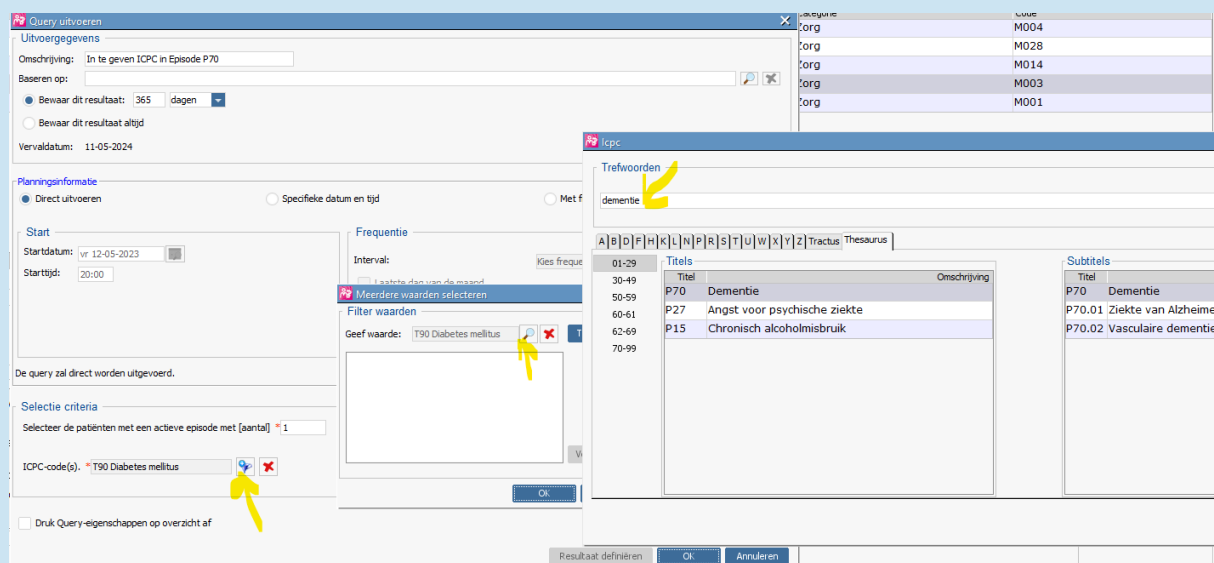 Query uitvoeren
Uitvoergegevens
Omschrijving: In te geven ICPC in Episode P70
Baseren op:
Bewaar dit resultaat: 365 dagen
Bewaar dit resultaat altijd
Vervaldatum: 11-05-2024
Planningsinformatie
Direct uitvoeren
Specifieke datum en tijd
Met f
Start
Startdatum: vr 12-05-2023
Starttijd: 20:00
Frequentie
Interval: Kies freque
Laatste dag van de maand
De query zal direct worden uitgevoerd.
Selectie criteria
Selecteer de patiënten met een actieve episode met [aantal] * 1
ICPC-code(s). * T90 Diabetes mellitus
Druk Query-eigenschappen op overzicht af
Resultaat definiëren OK Annuleren
Meerdere waarden selecteren
Filter waarden
Geef waarde: T90 Diabetes mellitus T
V
OK
Categorie Code
Zorg M004
Zorg M028
Zorg M014
Zorg M003
Zorg M001
Icpc
Trefwoorden
dementie
A B D F H K L N P R S T U W X Y Z Tractus Thesaurus
01-29
30-49
50-59
60-61
62-69
70-99
Titels
Titel Omschrijving
P70 Dementie
P27 Angst voor psychische ziekte
P15 Chronisch alcoholmisbruik
Subtitels
Titel
P70 Dementie
P70.01 Ziekte van Alzheime
P70.02 Vasculaire dementie